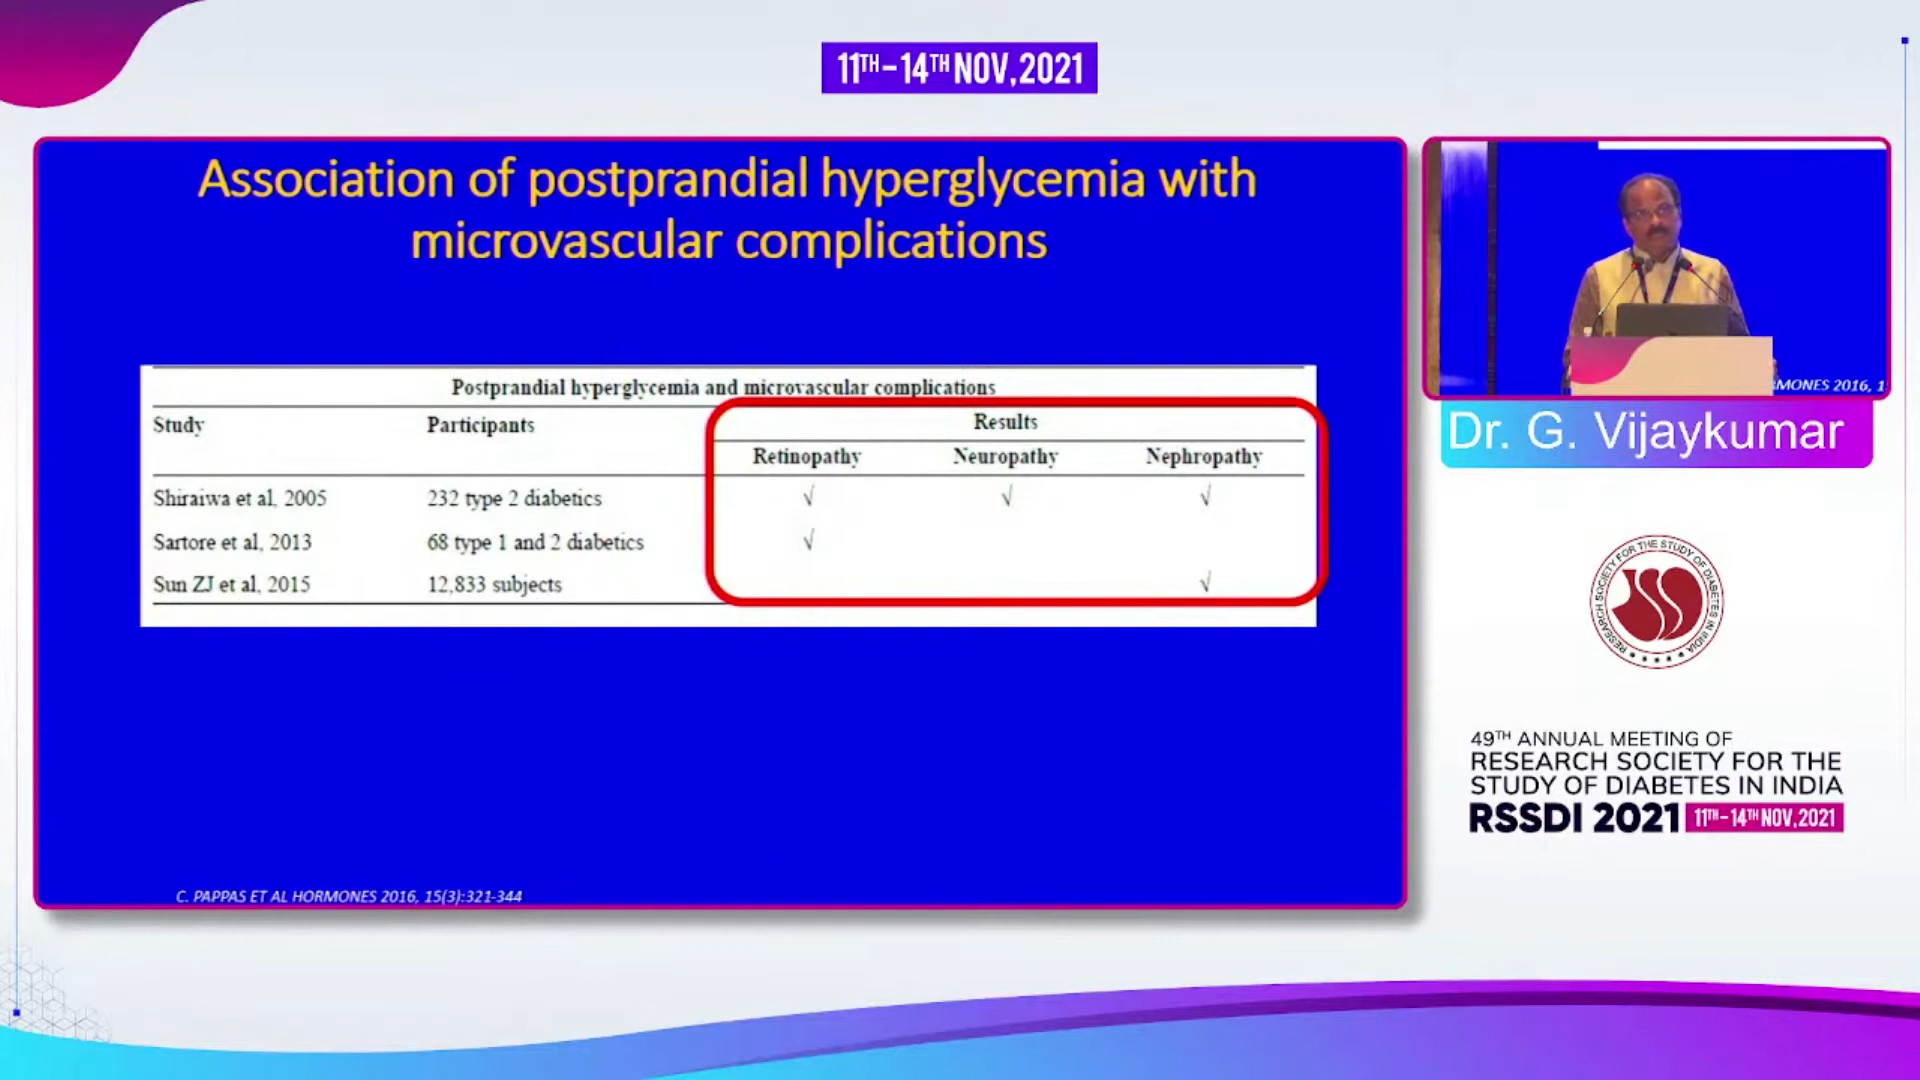 11TH-14TH NOV, 2021
Association of postprandial hyperglycemia with
microvascular complications
Postprandial hyperglycemia and microvascular complications
Study Participants Results
Retinopathy Neuropathy Nephropathy
Shiraiwa et al, 2005 232 type 2 diabetics √ √ √
Sartore et al, 2013 68 type 1 and 2 diabetics √
Sun ZJ et al, 2015 12,833 subjects √
C. PAPPAS ET AL HORMONES 2016, 15(3):321-344
MONES 2016, 1
Dr. G. Vijaykumar
RESEARCH SOCIETY FOR THE STUDY OF DIABETES IN INDIA
49TH ANNUAL MEETING OF
RESEARCH SOCIETY FOR THE
STUDY OF DIABETES IN INDIA
RSSDI 2021 11TH-14TH NOV, 2021